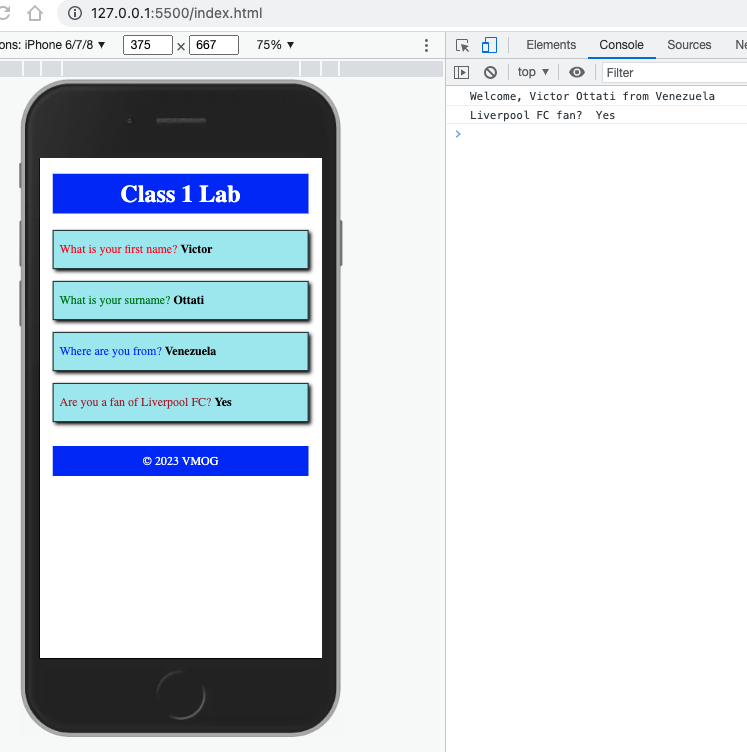 127.0.0.1:5500/index.html
ons: iPhone 6/7/8 ▼ 375 × 667 75% ▼
Elements Console Sources Ne
top ▼ Filter
Welcome, Victor Ottati from Venezuela
Liverpool FC fan?  Yes
>
Class 1 Lab
What is your first name? Victor
What is your surname? Ottati
Where are you from? Venezuela
Are you a fan of Liverpool FC? Yes
© 2023 VMOG